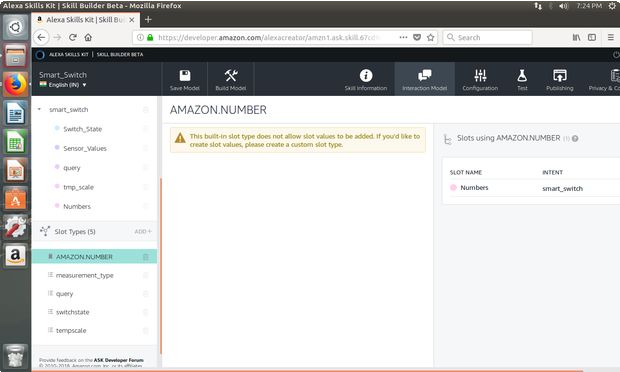 Alexa Skills Kit | Skill Builder Beta - Mozilla Firefox
7:24 PM
Alexa Skills Kit | Skill Bui
https://developer.amazon.com/alexacreator/amzn1.ask.skill.67cd
Search
ALEXA SKILLS KIT | SKILL BUILDER BETA
Smart_Switch
English (IN)
Save Model
Build Model
Skill Information
Interaction Model
Configuration
Test
Publishing
Privacy & Co
smart_switch
Switch_State
Sensor_Values
query
tmp_scale
Numbers
Slot Types (5)
ADD+
AMAZON.NUMBER
measurement_type
query
switchstate
tempscale
Provide Feedback on the ASK Developer Forum
© 2010-2018, Amazon.com, Inc. or its affiliates.
AMAZON.NUMBER
This built-in slot type does not allow slot values to be added. If you'd like to
create slot values, please create a custom slot type.
Slots using AMAZON.NUMBER (1)
SLOT NAME
INTENT
Numbers
smart_switch